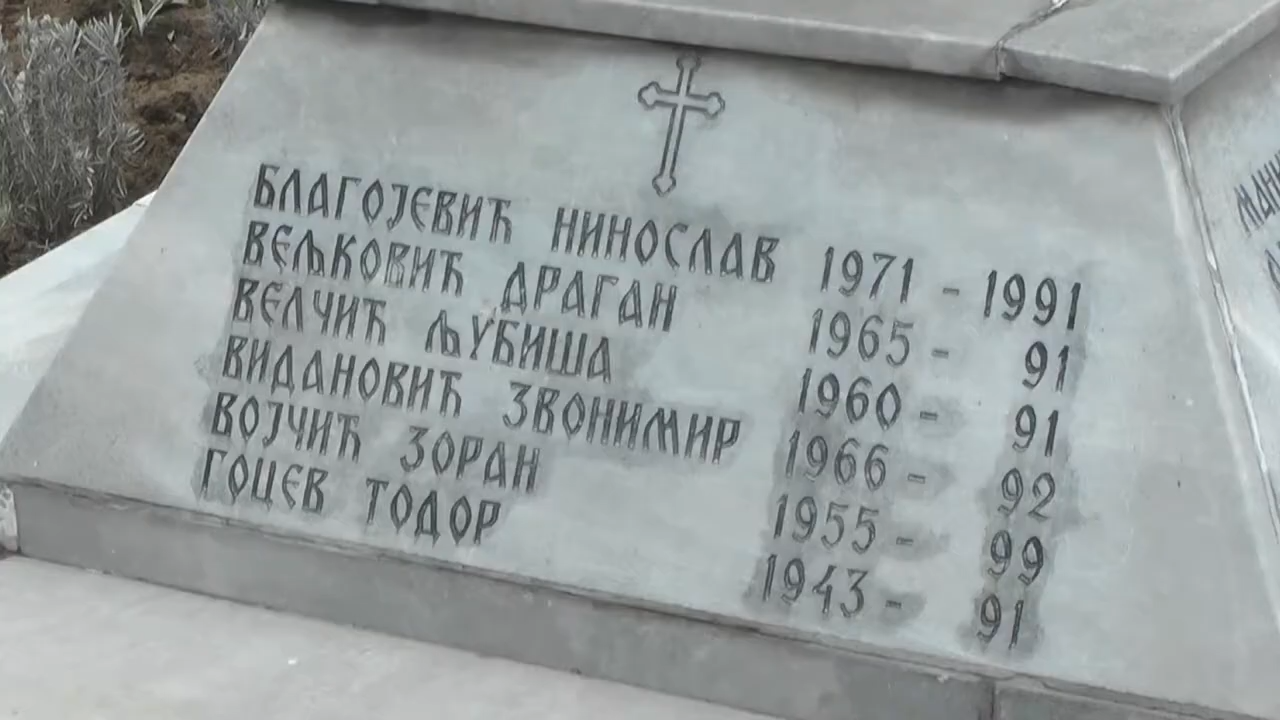 БЛАГОЈЕВИЋ НИНОСЛАВ 1971 - 1991
ВЕЉКОВИЋ ДРАГАН 1965 - 91
ВЕЛЧИЋ ЉУБИША 1960 - 91
ВИДАНОВИЋ ЗВОНИМИР 1966 - 92
ВОЈЧИЋ ЗОРАН 1955 - 99
ГОЦЕВ ТОДОР 1943 - 91